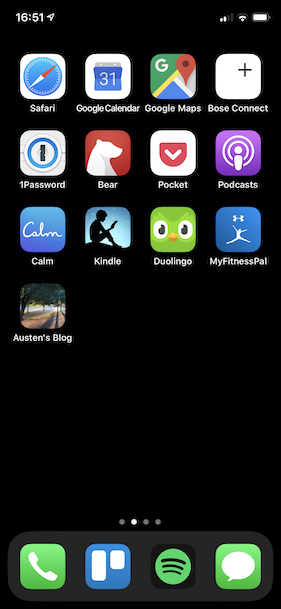 16:51
Safari
31
Google Calendar
G
Google Maps
Bose Connect
1Password
Bear
Pocket
Podcasts
Calm
Calm
Kindle
Duolingo
MyFitnessPal
Austen's Blog